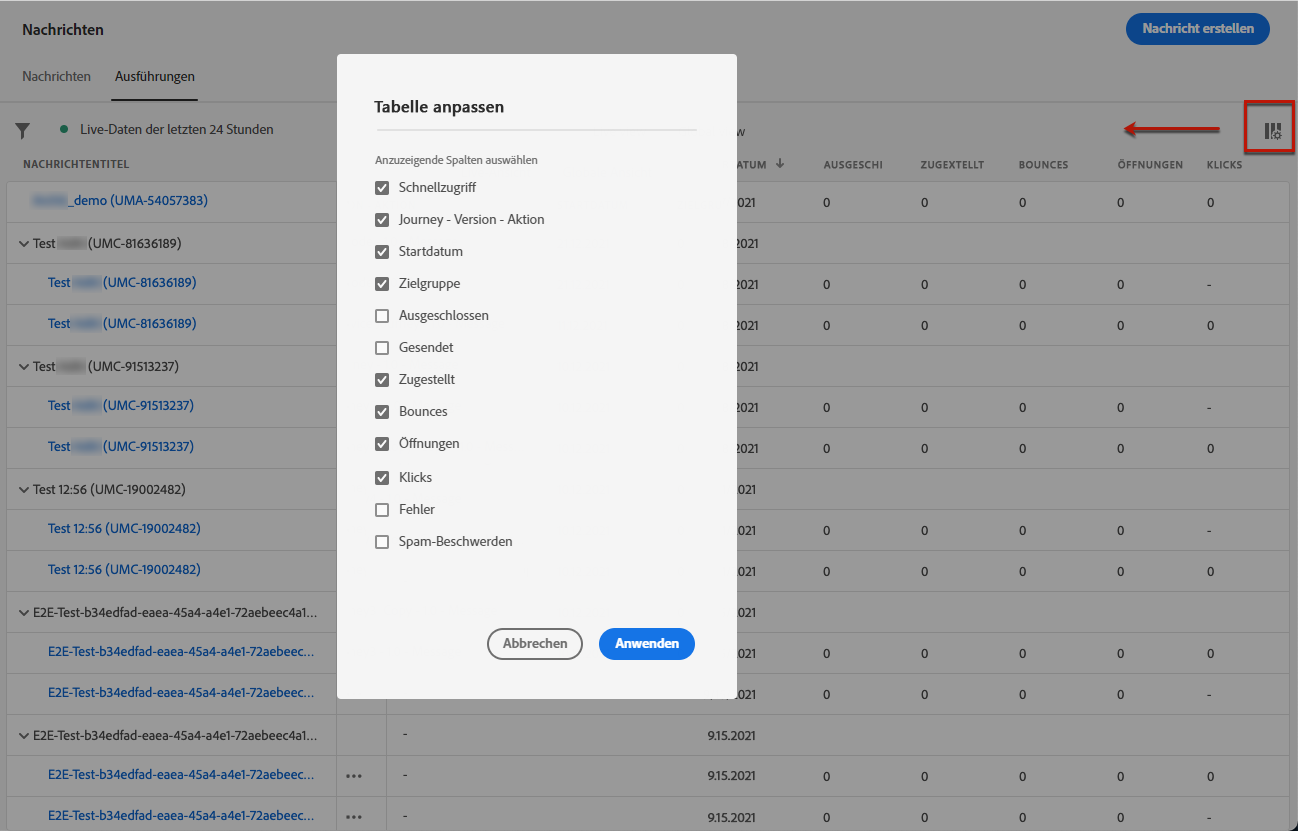 Nachrichten
Nachricht erstellen
Nachrichten Ausführungen
Live-Daten der letzten 24 Stunden
NACHRICHTENTITEL ATUM AUSGESCHI ZUGEXTELLT BOUNCES ÖFFNUNGEN KLICKS
_demo (UMA-54057383) 021 0 0 0 0 0
Test (UMC-81636189) 2021
Test (UMC-81636189) 2021 0 0 0 0 -
Test (UMC-81636189) 2021 0 0 0 0 0
Test (UMC-91513237) 2021
Test (UMC-91513237) 2021 0 0 0 0 -
Test (UMC-91513237) 2021 0 0 0 0 0
Test 12:56 (UMC-19002482) 021
Test 12:56 (UMC-19002482) 021 0 0 0 0 -
Test 12:56 (UMC-19002482) 021 0 0 0 0 0
E2E-Test-b34edfad-eaea-45a4-a4e1-72aebeec4a1... 021
E2E-Test-b34edfad-eaea-45a4-a4e1-72aebeec... 021 0 0 0 0 0
E2E-Test-b34edfad-eaea-45a4-a4e1-72aebeec... 021 0 0 0 0 -
E2E-Test-b34edfad-eaea-45a4-a4e1-72aebeec4a1... - 9.15.2021
E2E-Test-b34edfad-eaea-45a4-a4e1-72aebeec... ••• - 9.15.2021 0 0 0 0 0
E2E-Test-b34edfad-eaea-45a4-a4e1-72aebeec... ••• - 9.15.2021 0 0 0 0 -
Tabelle anpassen
Anzuzeigende Spalten auswählen
Schnellzugriff
Journey - Version - Aktion
Startdatum
Zielgruppe
Ausgeschlossen
Gesendet
Zugestellt
Bounces
Öffnungen
Klicks
Fehler
Spam-Beschwerden
Abbrechen Anwenden